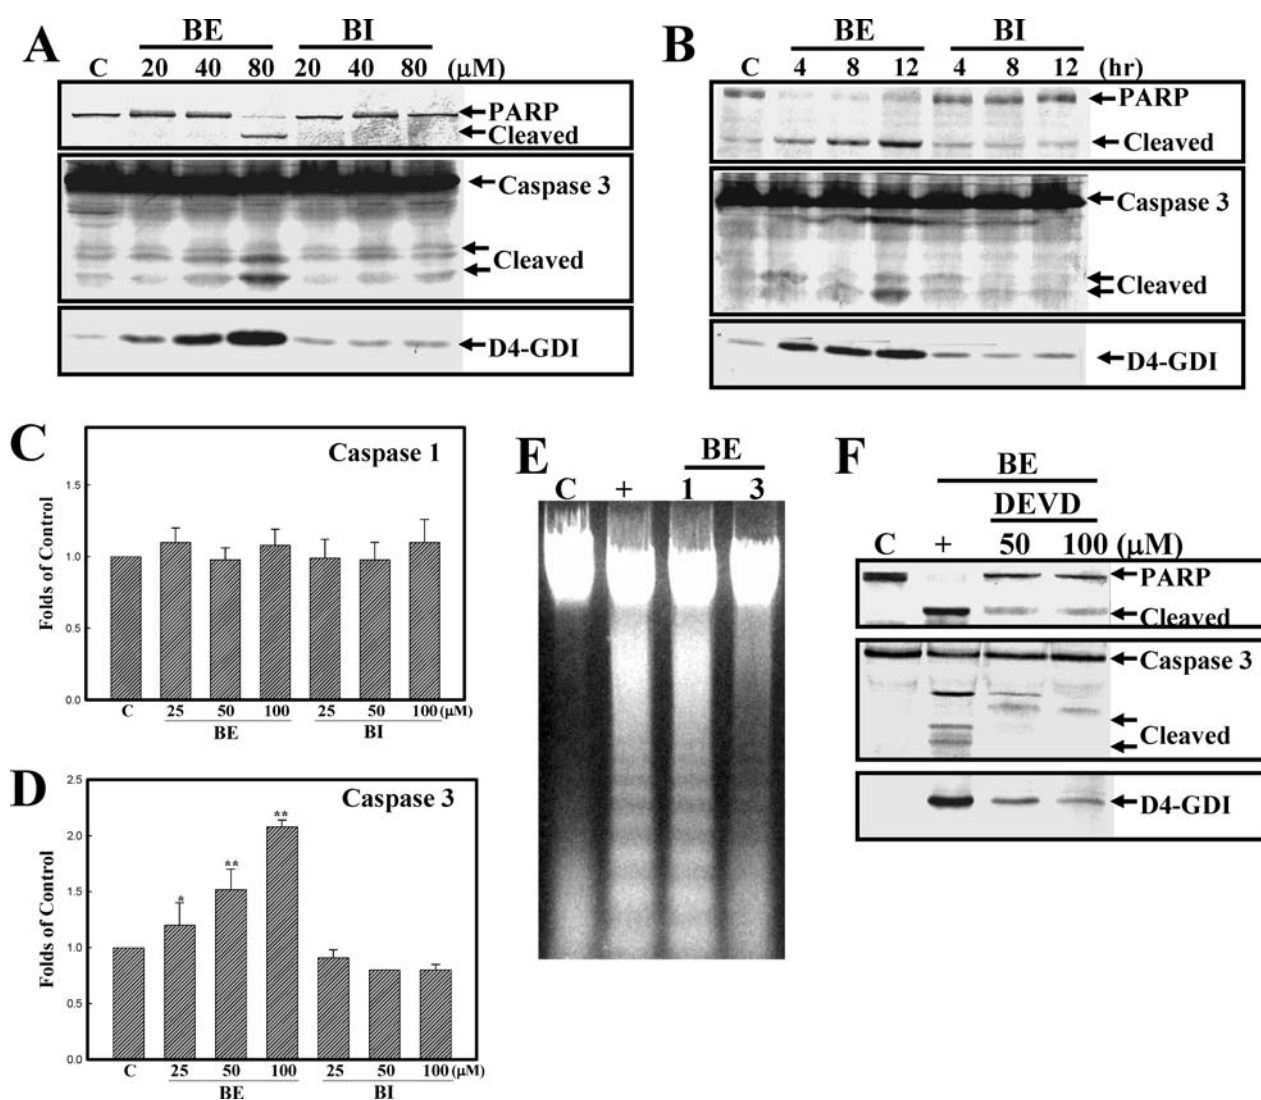 A
BE BI
C 20 40 80 20 40 80 (μM)
PARP
Cleaved
Caspase 3
Cleaved
D4-GDI
B
BE BI
C 4 8 12 4 8 12 (hr)
PARP
Cleaved
Caspase 3
Cleaved
D4-GDI
C
Caspase 1
Folds of Control
1.5
1.0
0.5
0.0
C 25 50 100 25 50 100 (μM)
BE BI
D
Caspase 3
Folds of Control
2.5
2.0
1.5
1.0
0.5
0.0
* ** **
C 25 50 100 25 50 100 (μM)
BE BI
E
BE
C + 1 3
F
BE
DEVD
C + 50 100 (μM)
PARP
Cleaved
Caspase 3
Cleaved
D4-GDI